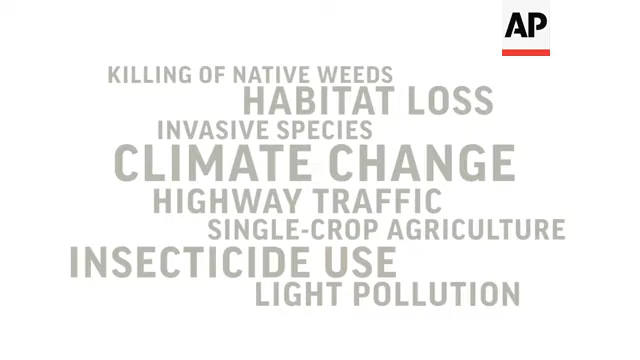 AP
KILLING OF NATIVE WEEDS
HABITAT LOSS
INVASIVE SPECIES
CLIMATE CHANGE
HIGHWAY TRAFFIC
SINGLE-CROP AGRICULTURE
INSECTICIDE USE
LIGHT POLLUTION